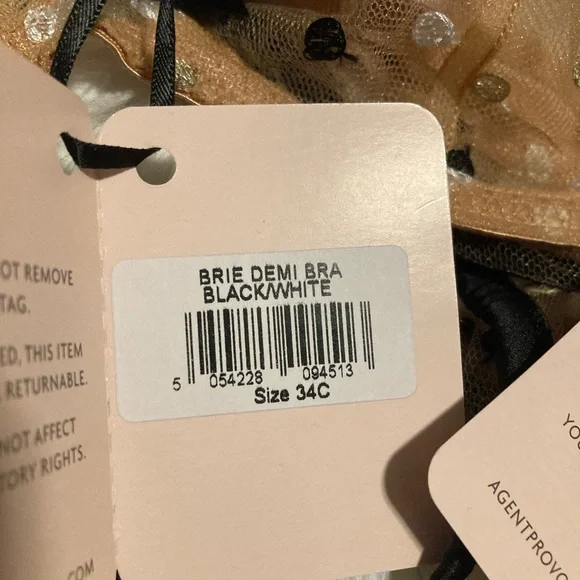 OT REMOVE
TAG.
ED, THIS ITEM
RETURNABLE.
NOT AFFECT
TORY RIGHTS.
COM
BRIE DEMI BRA
BLACK/WHITE
5 054228 094513
Size 34C
YOU
AGENTPROVO